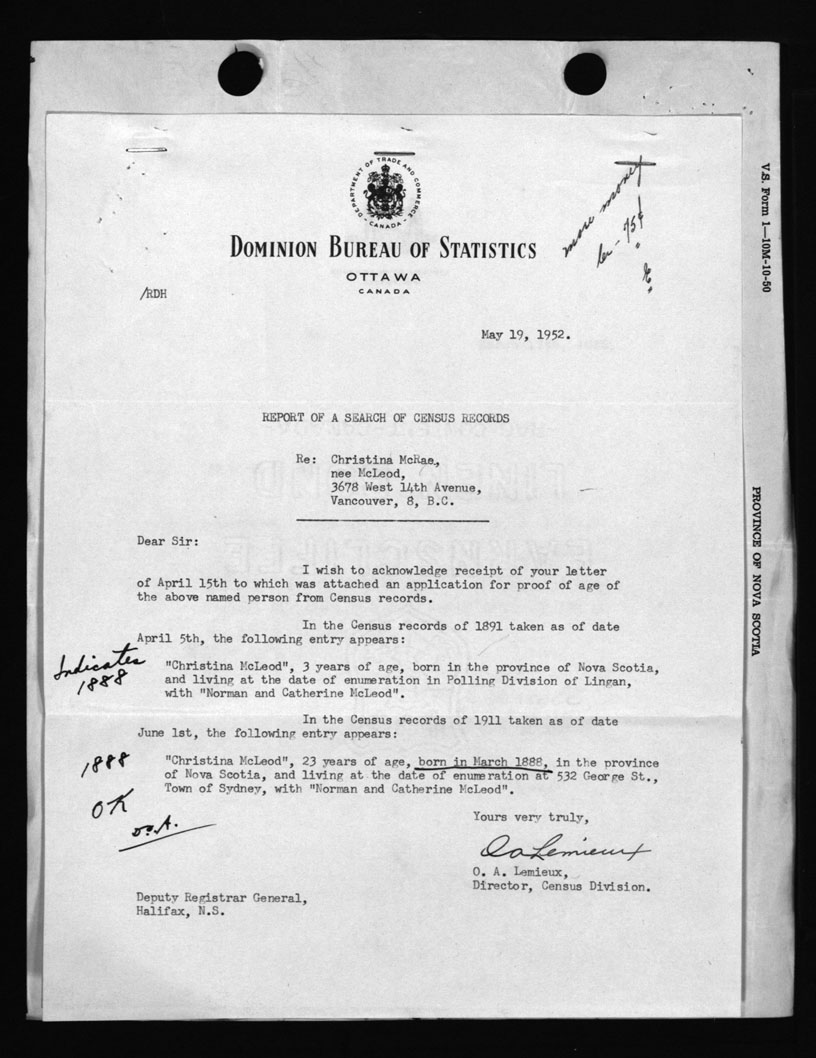 DEPARTMENT OF TRADE AND COMMERCE
- CANADA -
more money
75¢
DOMINION BUREAU OF STATISTICS
OTTAWA
CANADA
/RDH
May 19, 1952.
REPORT OF A SEARCH OF CENSUS RECORDS
Re: Christina McRae,
nee McLeod,
3678 West 14th Avenue,
Vancouver, 8, B.C.
Dear Sir:
I wish to acknowledge receipt of your letter
of April 15th to which was attached an application for proof of age of
the above named person from Census records.
In the Census records of 1891 taken as of date
April 5th, the following entry appears:
Indicates
1888
"Christina McLeod", 3 years of age, born in the province of Nova Scotia,
and living at the date of enumeration in Polling Division of Lingan,
with "Norman and Catherine McLeod".
In the Census records of 1911 taken as of date
June 1st, the following entry appears:
1888
OK
"Christina McLeod", 23 years of age, born in March 1888, in the province
of Nova Scotia, and living at the date of enumeration at 532 George St.,
Town of Sydney, with "Norman and Catherine McLeod".
Yours very truly,
O A Lemieux
O. A. Lemieux,
Director, Census Division.
Deputy Registrar General,
Halifax, N.S.
V.S. Form 1—10M-10-50
PROVINCE OF NOVA SCOTIA